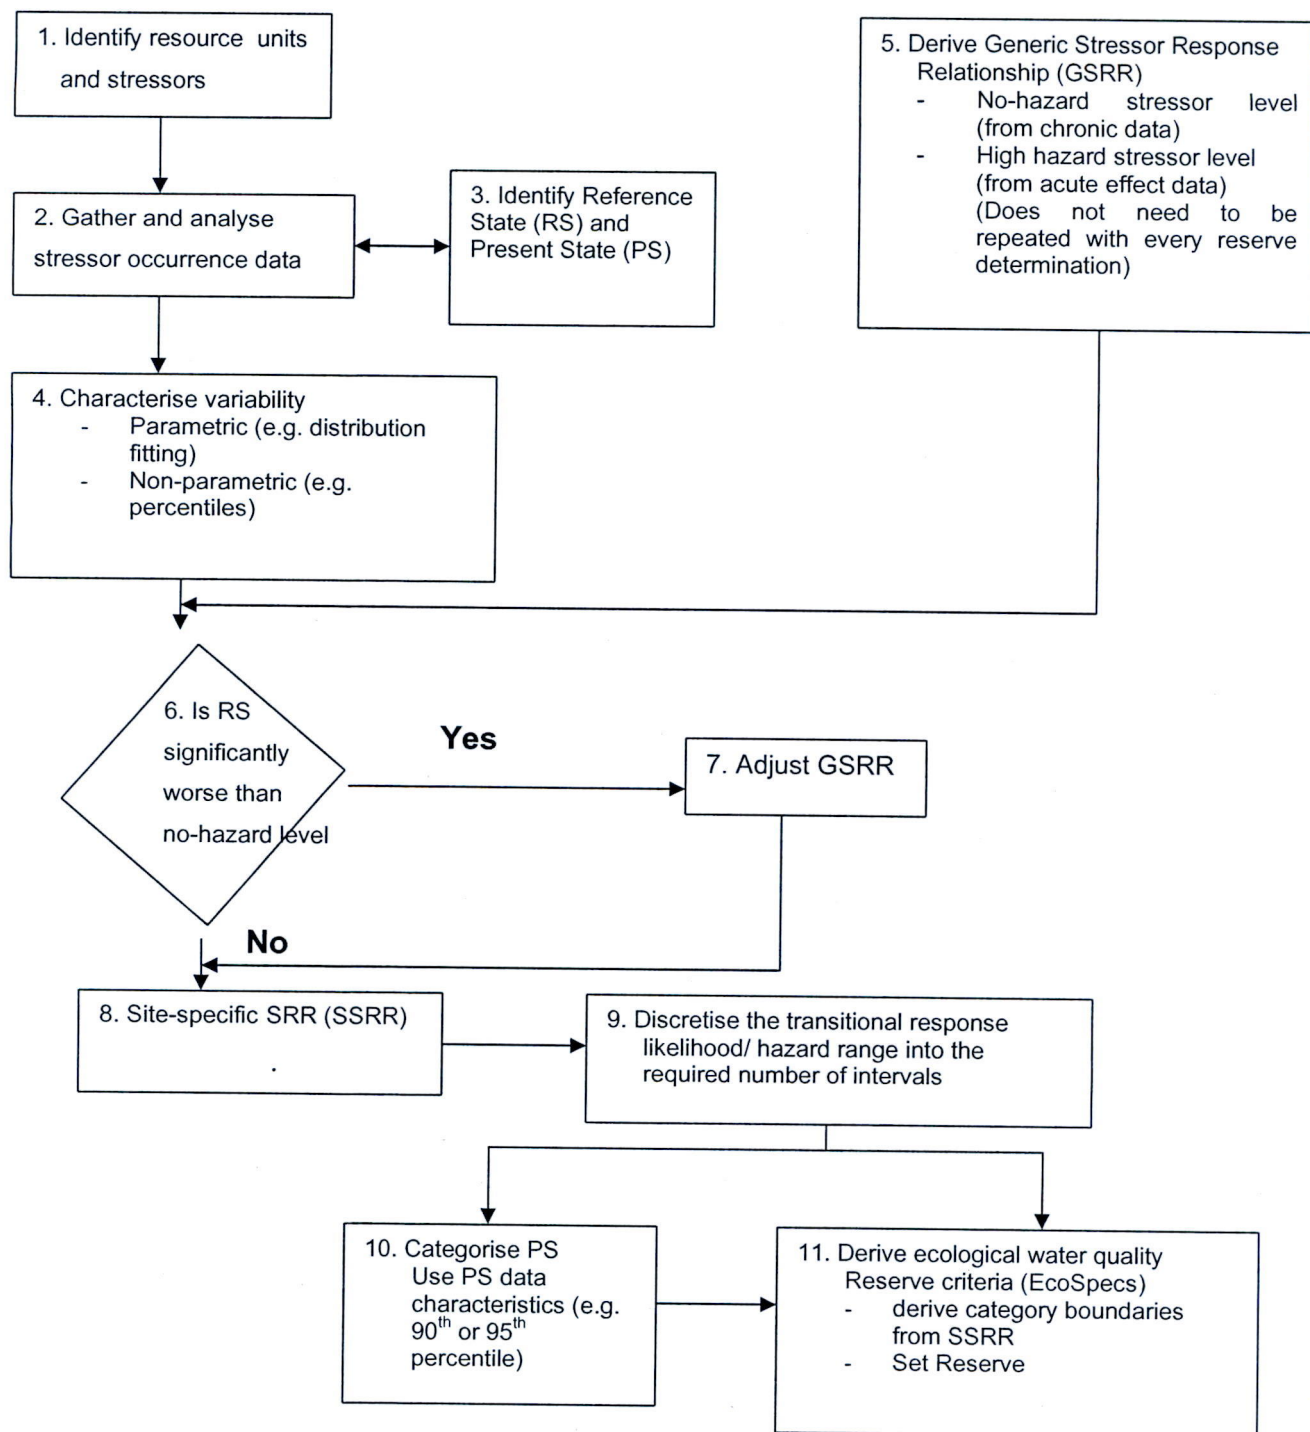 1. Identify resource units
and stressors
2. Gather and analyse
stressor occurrence data
3. Identify Reference
State (RS) and
Present State (PS)
4. Characterise variability
- Parametric (e.g. distribution
fitting)
- Non-parametric (e.g.
percentiles)
5. Derive Generic Stressor Response
Relationship (GSRR)
- No-hazard stressor level
(from chronic data)
- High hazard stressor level
(from acute effect data)
(Does not need to be
repeated with every reserve
determination)
6. Is RS
significantly
worse than
no-hazard level
Yes
7. Adjust GSRR
No
8. Site-specific SRR (SSRR)
.
9. Discretise the transitional response
likelihood/ hazard range into the
required number of intervals
10. Categorise PS
Use PS data
characteristics (e.g.
90th or 95th
percentile)
11. Derive ecological water quality
Reserve criteria (EcoSpecs)
- derive category boundaries
from SSRR
- Set Reserve